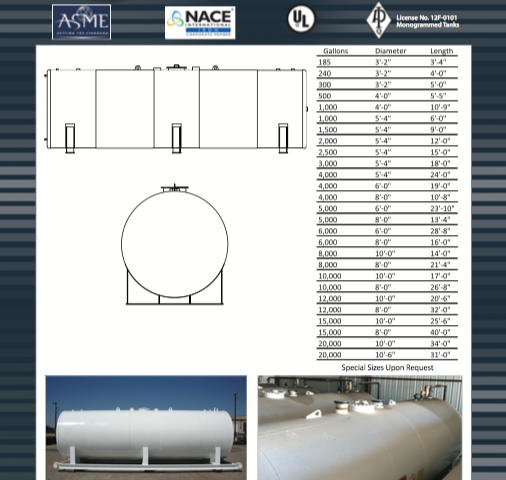 ASME
SETTING THE STANDARD
NACE
INTERNATIONAL
CORPORATE MEMBER
UL
License No. 12F-0101
Monogrammed Tanks
Gallons Diameter Length
185 3'-2" 3'-4"
240 3'-2" 4'-0"
300 3'-2" 5'-0"
500 4'-0" 5'-5"
1,000 4'-0" 10'-9"
1,000 5'-4" 6'-0"
1,500 5'-4" 9'-0"
2,000 5'-4" 12'-0"
2,500 5'-4" 15'-0"
3,000 5'-4" 18'-0"
4,000 5'-4" 24'-0"
4,000 6'-0" 19'-0"
4,000 8'-0" 10'-8"
5,000 6'-0" 23'-10"
5,000 8'-0" 13'-4"
6,000 6'-0" 28'-8"
6,000 8'-0" 16'-0"
8,000 10'-0" 14'-0"
8,000 8'-0" 21'-4"
10,000 10'-0" 17'-0"
10,000 8'-0" 26'-8"
12,000 10'-0" 20'-6"
12,000 8'-0" 32'-0"
15,000 10'-0" 25'-6"
15,000 8'-0" 40'-0"
20,000 10'-0" 34'-0"
20,000 10'-6" 31'-0"
Special Sizes Upon Request